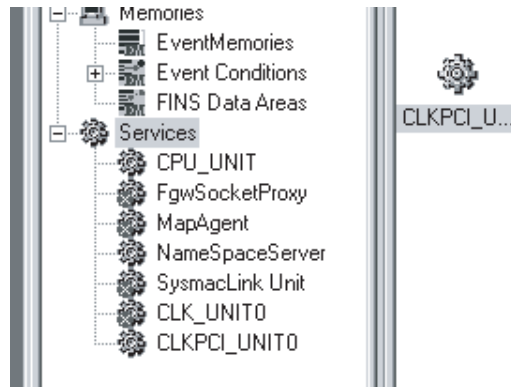 Memories
EventMemories
Event Conditions
FINS Data Areas
Services
CPU_UNIT
FgwSocketProxy
MapAgent
NameSpaceServer
SysmacLink Unit
CLK_UNIT0
CLKPCI_UNIT0
CLKPCI_U...